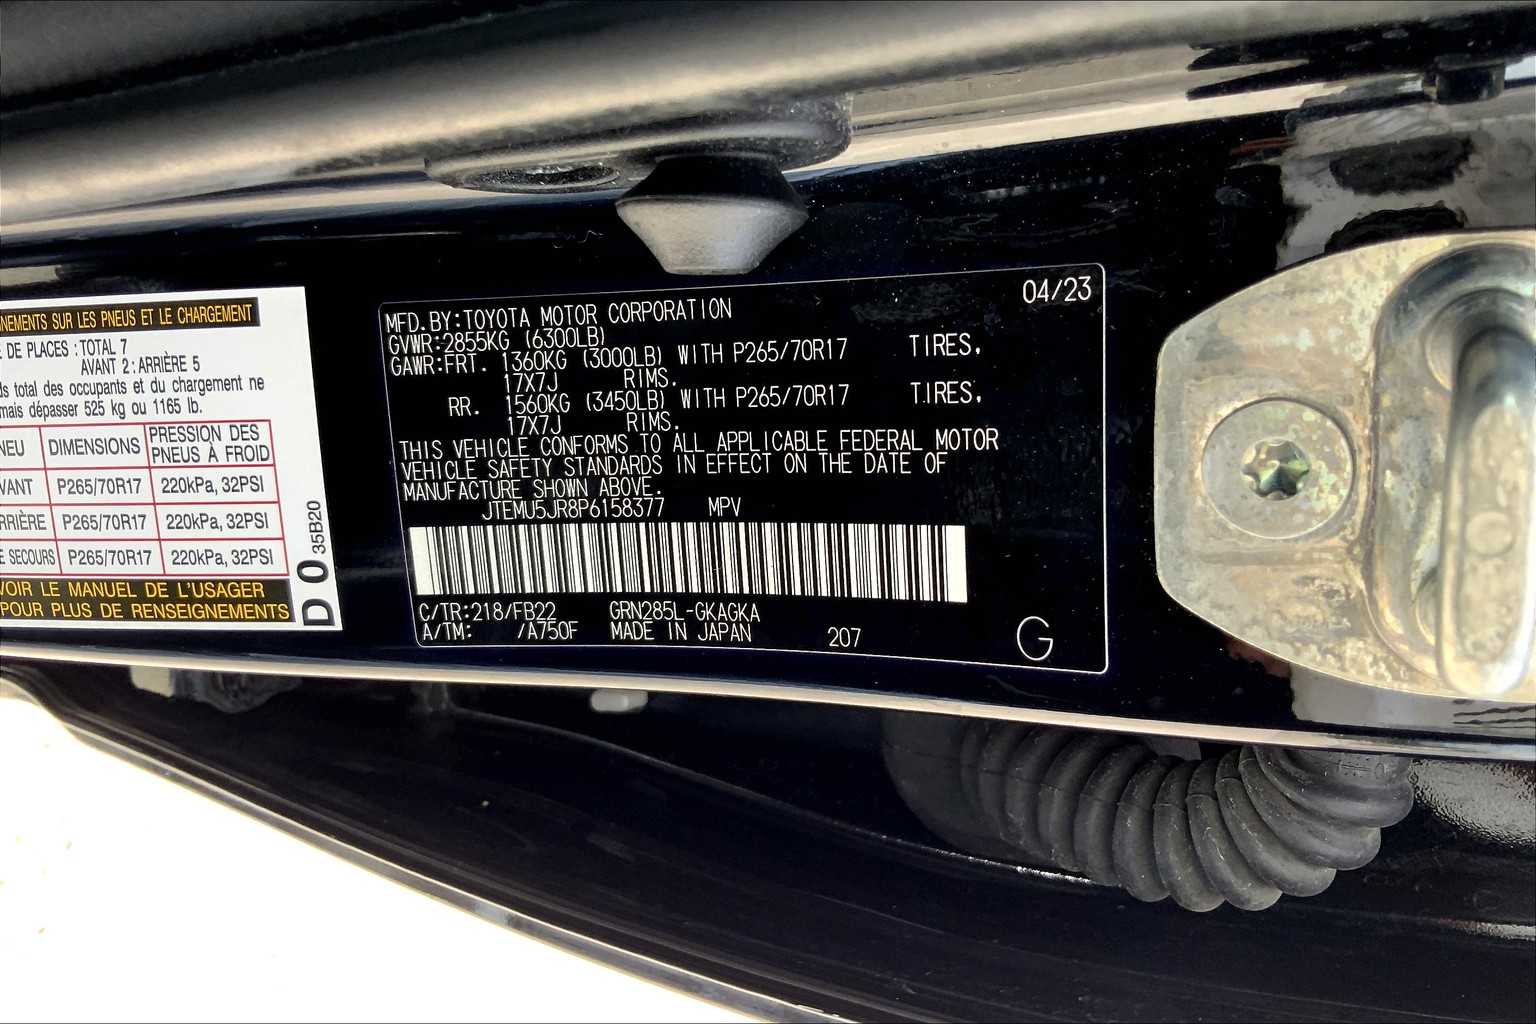 NEMENTS SUR LES PNEUS ET LE CHARGEMENT
E DE PLACES : TOTAL 7
AVANT 2 : ARRIÈRE 5
ds total des occupants et du chargement ne
mais dépasser 525 kg ou 1165 lb.
NEU DIMENSIONS PRESSION DES PNEUS À FROID
VANT P265/70R17 220kPa, 32PSI
RRIÈRE P265/70R17 220kPa, 32PSI
E SECOURS P265/70R17 220kPa, 32PSI
VOIR LE MANUEL DE L'USAGER
POUR PLUS DE RENSEIGNEMENTS
D 0 35B20
04/23
MFD. BY:TOYOTA MOTOR CORPORATION
GVWR:2855KG (6300LB)
GAWR:FRT. 1360KG (3000LB) WITH P265/70R17 TIRES,
17X7J RIMS.
RR. 1560KG (3450LB) WITH P265/70R17 TIRES,
17X7J RIMS.
THIS VEHICLE CONFORMS TO ALL APPLICABLE FEDERAL MOTOR
VEHICLE SAFETY STANDARDS IN EFFECT ON THE DATE OF
MANUFACTURE SHOWN ABOVE.
JTEMU5JR8P6158377 MPV
C/TR:218/FB22 GRN285L-GKAGKA
A/TM: /A750F MADE IN JAPAN 207 G